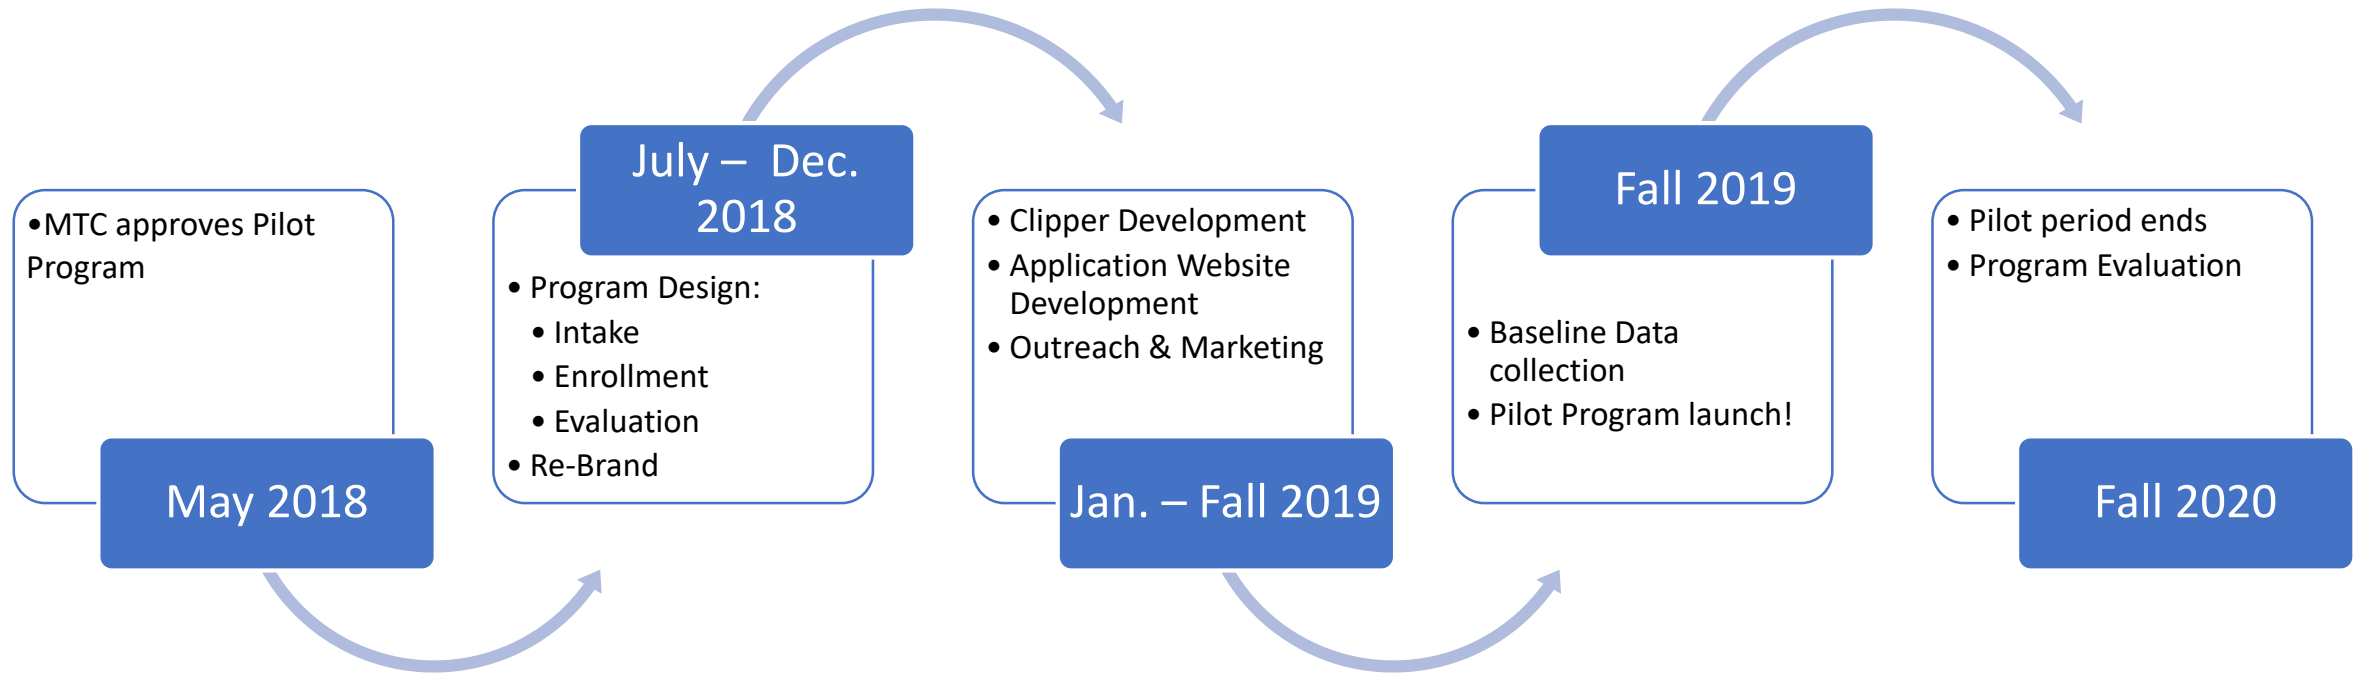 •MTC approves Pilot
Program
May 2018
July – Dec.
2018
• Program Design:
• Intake
• Enrollment
• Evaluation
• Re-Brand
• Clipper Development
• Application Website
Development
• Outreach & Marketing
Jan. – Fall 2019
Fall 2019
• Baseline Data
collection
• Pilot Program launch!
• Pilot period ends
• Program Evaluation
Fall 2020